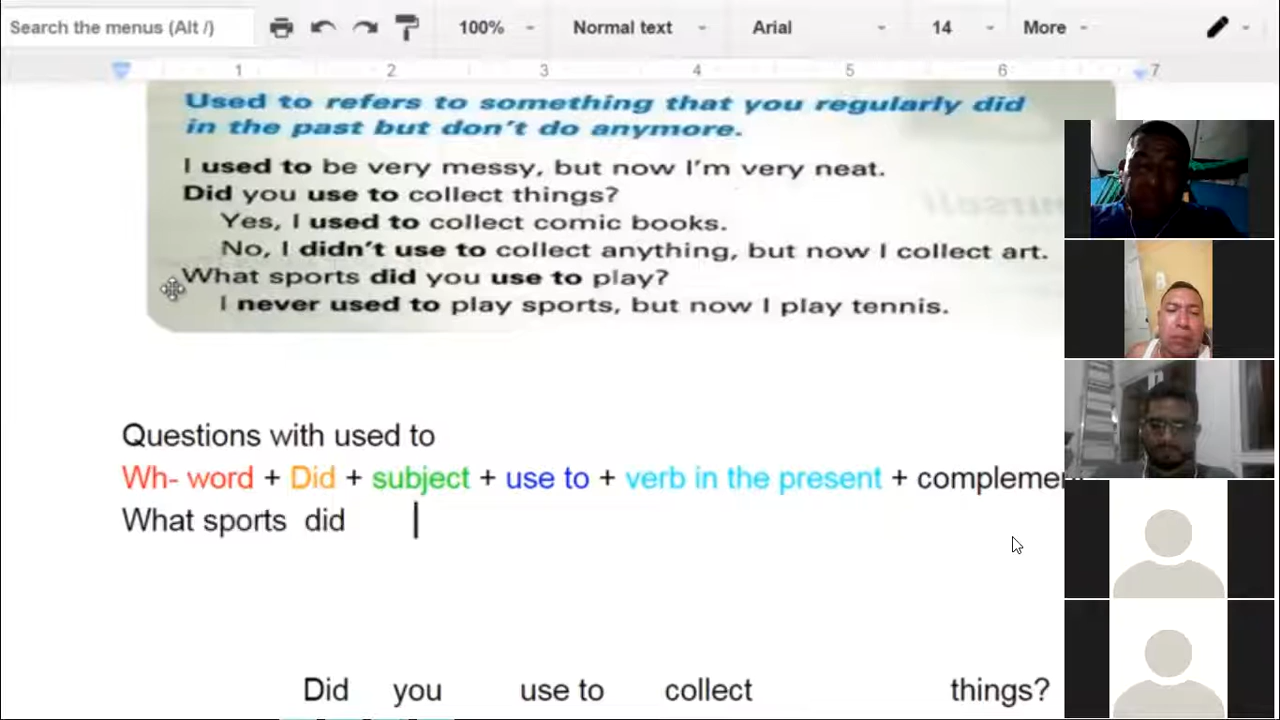 Search the menus (Alt /) 100% Normal text Arial 14 More
1 2 3 4 5 6 7
Used to refers to something that you regularly did
in the past but don't do anymore.
I used to be very messy, but now I'm very neat.
Did you use to collect things?
Yes, I used to collect comic books.
No, I didn't use to collect anything, but now I collect art.
What sports did you use to play?
I never used to play sports, but now I play tennis.
Questions with used to
Wh- word + Did + subject + use to + verb in the present + complemen
What sports did
Did you use to collect things?